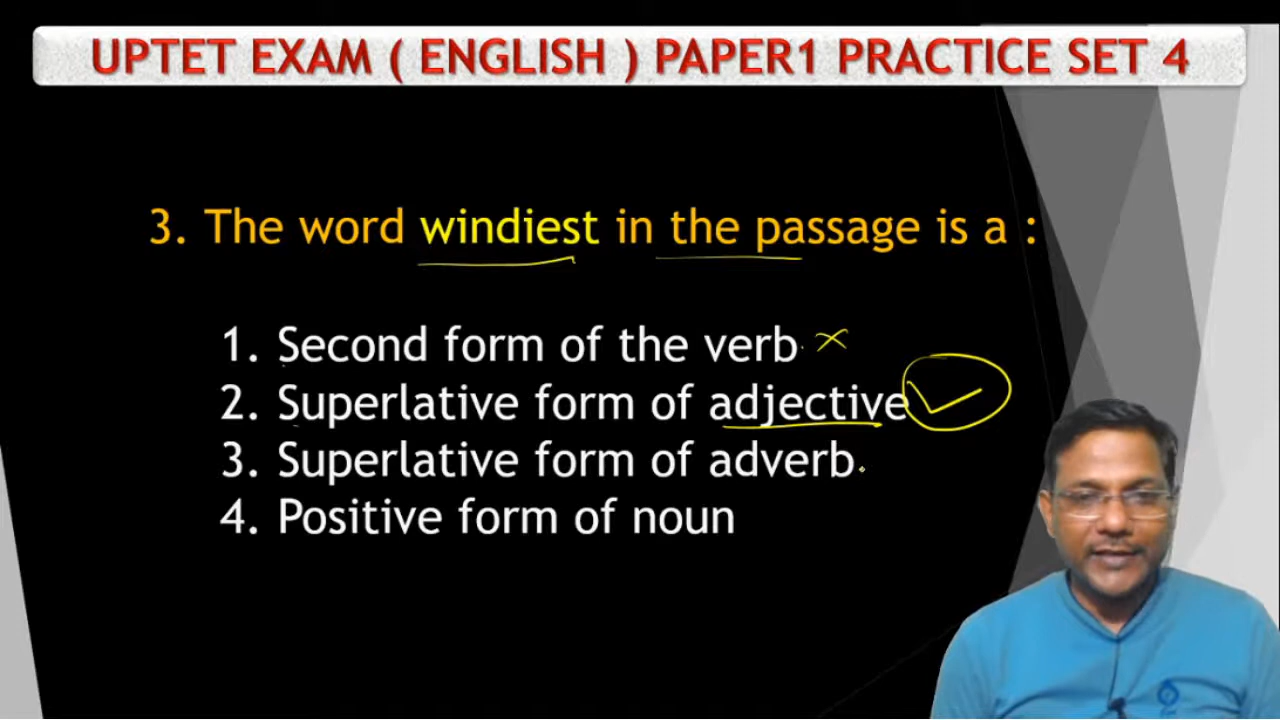 UPTET EXAM ( ENGLISH ) PAPER1 PRACTICE SET 4
3. The word windiest in the passage is a :
1. Second form of the verb
2. Superlative form of adjective
3. Superlative form of adverb
4. Positive form of noun